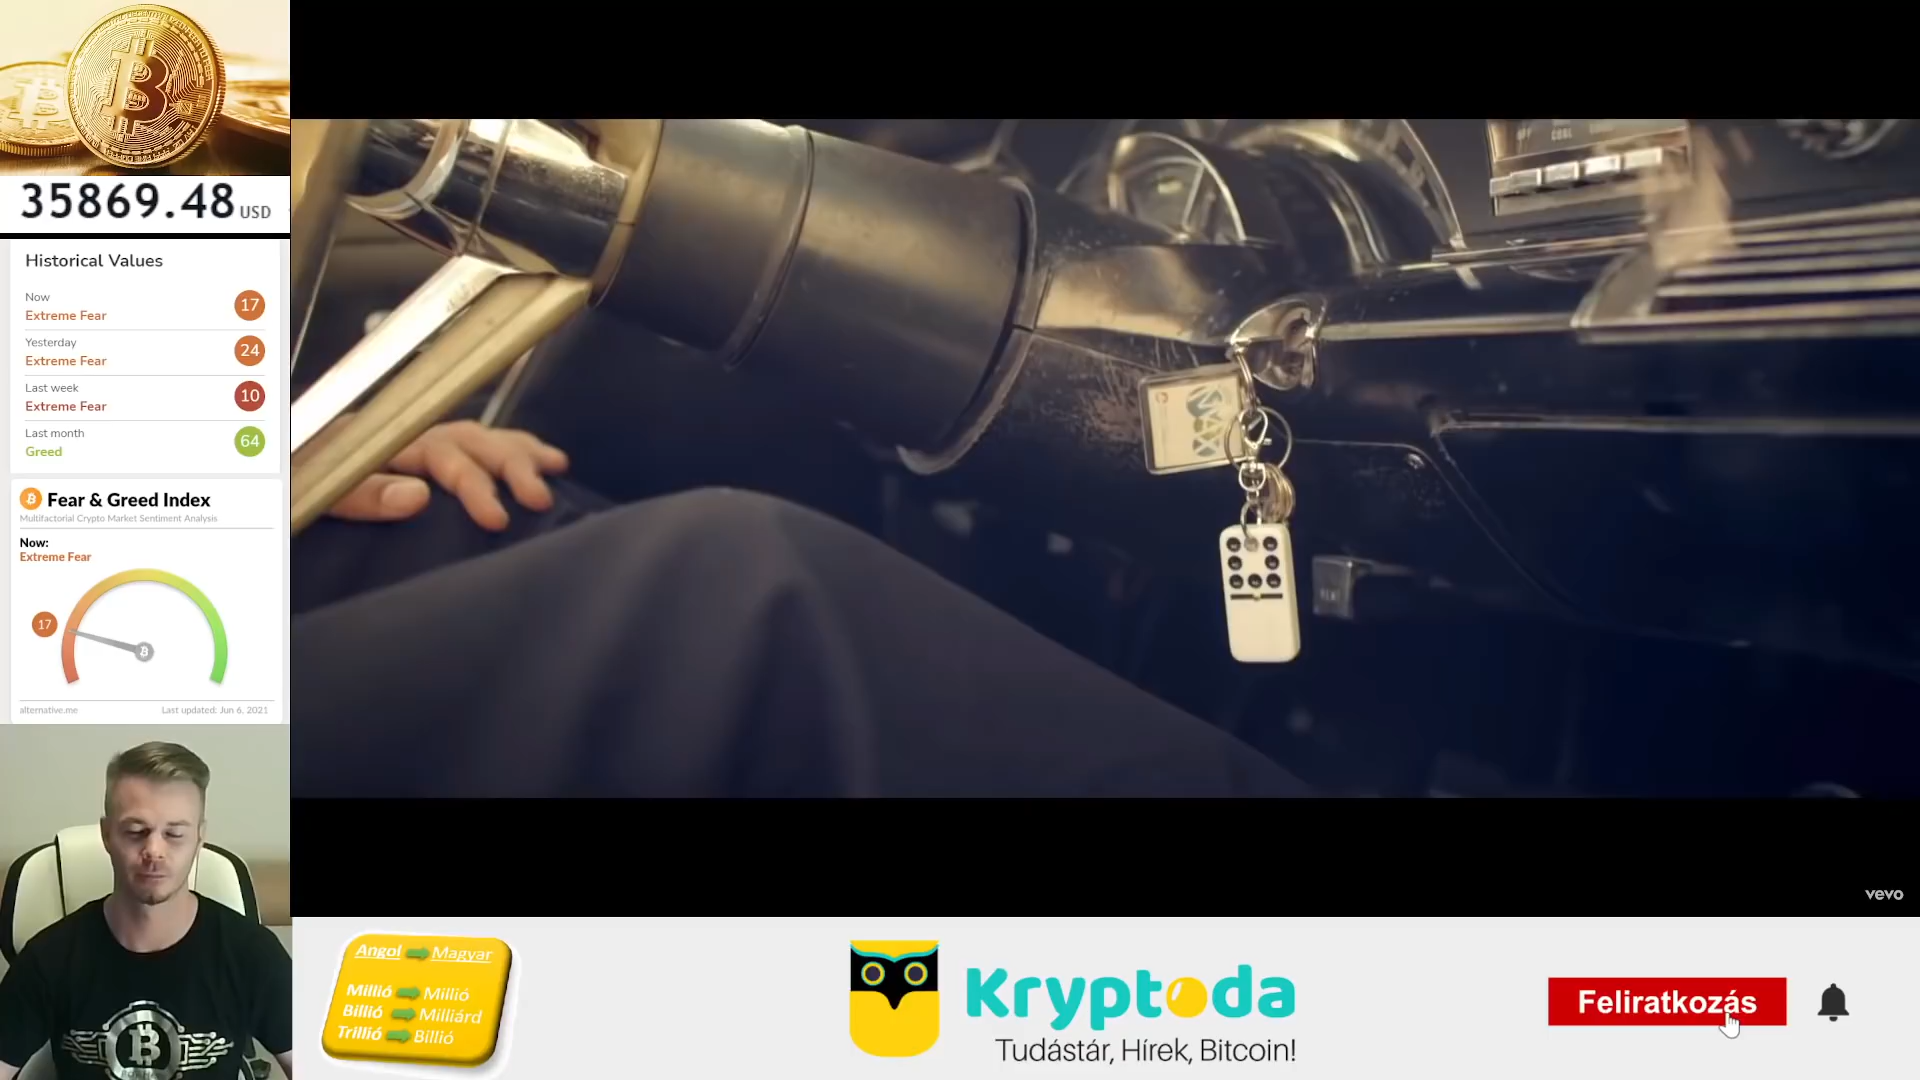 35869.48 USD
Historical Values
Now
Extreme Fear
17
Yesterday
Extreme Fear
24
Last week
Extreme Fear
10
Last month
Greed
64
Fear & Greed Index
Multifactorial Crypto Market Sentiment Analysis
Now:
Extreme Fear
17
alternative.me
Last updated: Jun 6, 2021
vevo
Angol Magyar
Millió Millió
Billió Milliárd
Trillió Billió
Kryptoda
Tudástár, Hírek, Bitcoin!
Feliratkozás